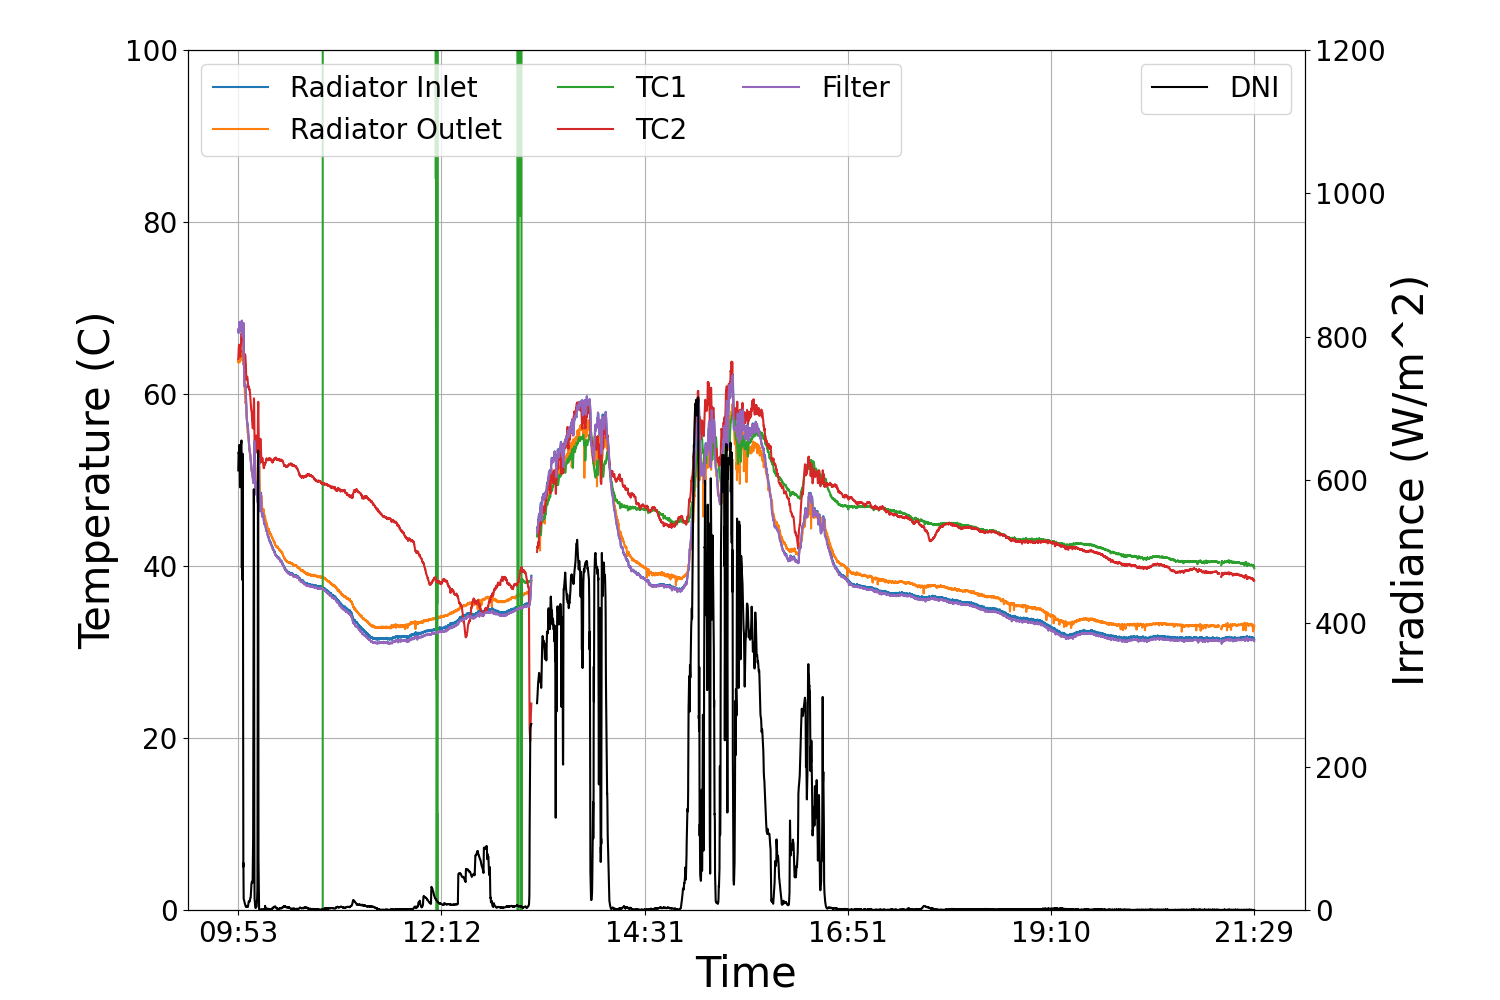 100
80
60
40
20
0
Temperature (C)
Radiator Inlet
Radiator Outlet
TC1
TC2
Filter
DNI
1200
1000
800
600
400
200
0
Irradiance (W/m^2)
09:53
12:12
14:31
16:51
19:10
21:29
Time